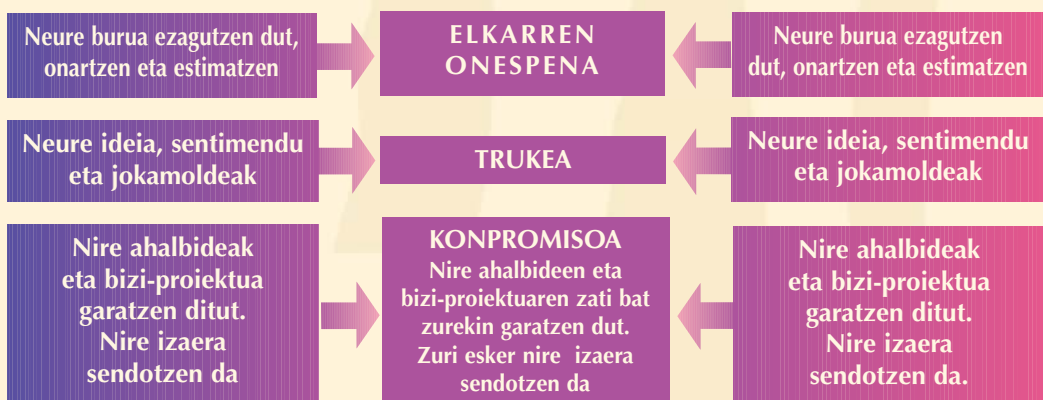 Neure burua ezagutzen dut,
onartzen eta estimatzen
ELKARREN
ONESPENA
Neure burua ezagutzen
dut, onartzen eta estimatzen
Neure ideia, sentimendu
eta jokamoldeak
TRUKEA
Neure ideia, sentimendu
eta jokamoldeak
Nire ahalbideak
eta bizi-proiektua
garatzen ditut.
Nire izaera
sendotzen da
KONPROMISOA
Nire ahalbideen eta
bizi-proiektuaren zati bat
zurekin garatzen dut.
Zuri esker nire izaera
sendotzen da
Nire ahalbideak
eta bizi-proiektua
garatzen ditut.
Nire izaera
sendotzen da.